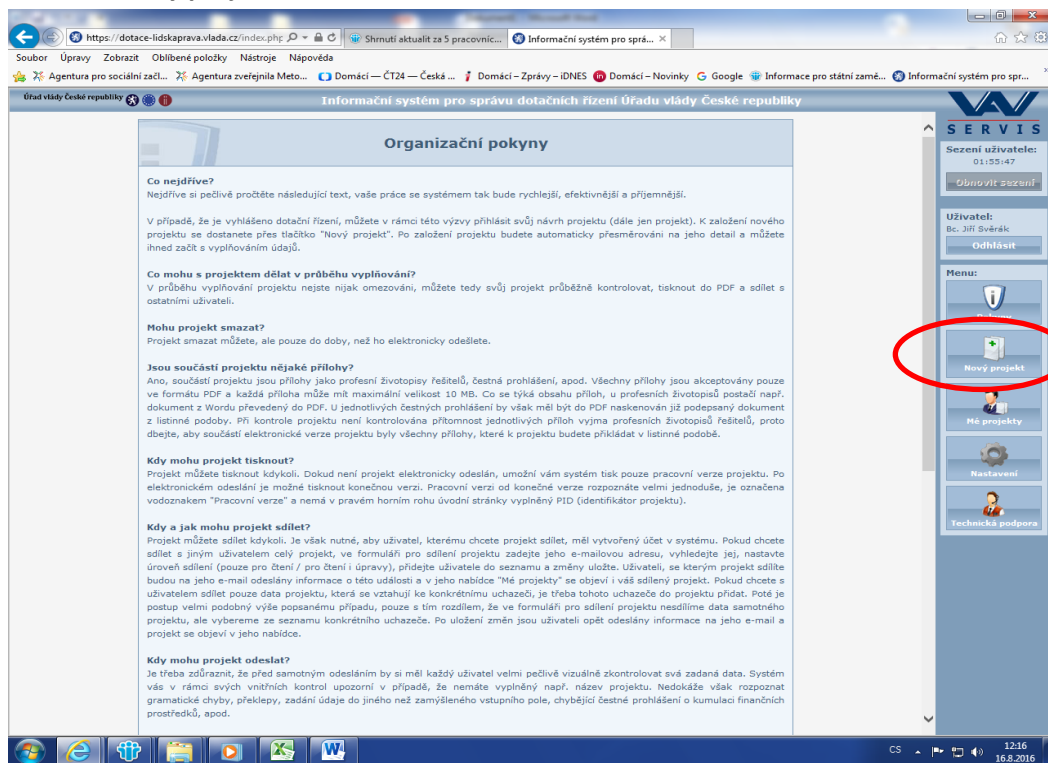 https://dotace-lidskaprava.vlada.cz/index.php
Shrnutí aktualit za 5 pracovníc...
Informační systém pro sprá...
Soubor Úpravy Zobrazit Oblíbené položky Nástroje Nápověda
Agentura pro sociální začl... Agentura zveřejnila Meto... Domácí — ČT24 — Česká ... Domácí – Zprávy – iDNES Domácí – Novinky Google Informace pro státní zamě... Informační systém pro spr...
Úřad vlády České republiky
Informační systém pro správu dotačních řízení Úřadu vlády České republiky
Organizační pokyny
Co nejdříve?
Nejdříve si pečlivě pročtěte následující text, vaše práce se systémem tak bude rychlejší, efektivnější a příjemnější.
V případě, že je vyhlášeno dotační řízení, můžete v rámci této výzvy přihlásit svůj návrh projektu (dále jen projekt). K založení nového
projektu se dostanete přes tlačítko "Nový projekt". Po založení projektu budete automaticky přesměrováni na jeho detail a můžete
ihned začít s vyplňováním údajů.
Co mohu s projektem dělat v průběhu vyplňování?
V průběhu vyplňování projektu nejste nijak omezováni, můžete tedy svůj projekt průběžně kontrolovat, tisknout do PDF a sdílet s
ostatními uživateli.
Mohu projekt smazat?
Projekt smazat můžete, ale pouze do doby, než ho elektronicky odešlete.
Jsou součástí projektu nějaké přílohy?
Ano, součástí projektu jsou přílohy jako profesní životopisy řešitelů, čestná prohlášení, apod. Všechny přílohy jsou akceptovány pouze
ve formátu PDF a každá příloha může mít maximální velikost 10 MB. Co se týká obsahu příloh, u profesních životopisů postačí např.
dokument z Wordu převedený do PDF. U jednotlivých čestných prohlášení by však měl být do PDF naskenován již podepsaný dokument
z listinné podoby. Při kontrole projektu není kontrolována přítomnost jednotlivých příloh vyjma profesních životopisů řešitelů, proto
dbejte, aby součástí elektronické verze projektu byly všechny přílohy, které k projektu budete přikládat v listinné podobě.
Kdy mohu projekt tisknout?
Projekt můžete tisknout kdykoli. Dokud není projekt elektronicky odeslán, umožní vám systém tisk pouze pracovní verze projektu. Po
elektronickém odeslání je možné tisknout konečnou verzi. Pracovní verzi od konečné verze rozpoznáte velmi jednoduše, je označena
vodoznakem "Pracovní verze" a nemá v pravém horním rohu úvodní stránky vyplněný PID (identifikátor projektu).
Kdy a jak mohu projekt sdílet?
Projekt můžete sdílet kdykoli. Je však nutné, aby uživatel, kterému chcete projekt sdílet, měl vytvořený účet v systému. Pokud chcete
sdílet s jiným uživatelem celý projekt, ve formuláři pro sdílení projektu zadejte jeho e-mailovou adresu, vyhledejte jej, nastavte
úroveň sdílení (pouze pro čtení / pro čtení i úpravy), přidejte uživatele do seznamu a změny uložte. Uživateli, se kterým projekt sdílíte
budou na jeho e-mail odeslány informace o této události a v jeho nabídce "Mé projekty" se objeví i váš sdílený projekt. Pokud chcete s
uživatelem sdílet pouze data projektu, která se vztahují ke konkrétnímu uchazeči, je třeba tohoto uchazeče do projektu přidat. Poté je
postup velmi podobný výše popsanému případu, pouze s tím rozdílem, že ve formuláři pro sdílení projektu nesdílíme data samotného
projektu, ale vybereme ze seznamu konkrétního uchazeče. Po uložení změn jsou uživateli opět odeslány informace na jeho e-mail a
projekt se objeví v jeho nabídce.
Kdy mohu projekt odeslat?
Je třeba zdůraznit, že před samotným odesláním by si měl každý uživatel velmi pečlivě vizuálně zkontrolovat svá zadaná data. Systém
vás v rámci svých vnitřních kontrol upozorní v případě, že nemáte vyplněný např. název projektu. Nedokáže však rozpoznat
gramatické chyby, překlepy, zadání údaje do jiného než zamýšleného vstupního pole, chybějící čestné prohlášení o kumulaci finančních
prostředků, apod.
VAV
SERVIS
Sezení uživatele:
01:55:47
Obnovit sezení
Uživatel:
Bc. Jiří Svěrák
Odhlásit
Menu:
Pokyny
Nový projekt
Mé projekty
Nastavení
Technická podpora
CS
12:16
16.8.2016